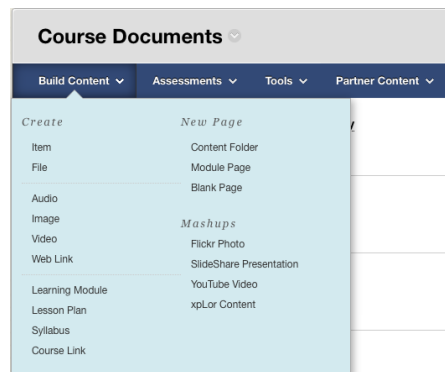 Course Documents
Build Content
Assessments
Tools
Partner Content
Create
Item
File
Audio
Image
Video
Web Link
Learning Module
Lesson Plan
Syllabus
Course Link
New Page
Content Folder
Module Page
Blank Page
Mashups
Flickr Photo
SlideShare Presentation
YouTube Video
xpLor Content